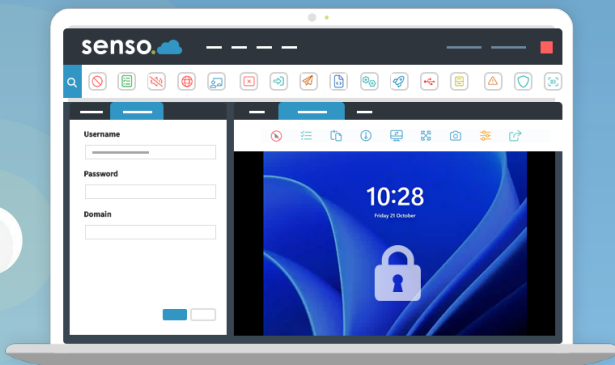 senso.
Username
Password
Domain
10:28
Friday 21 October